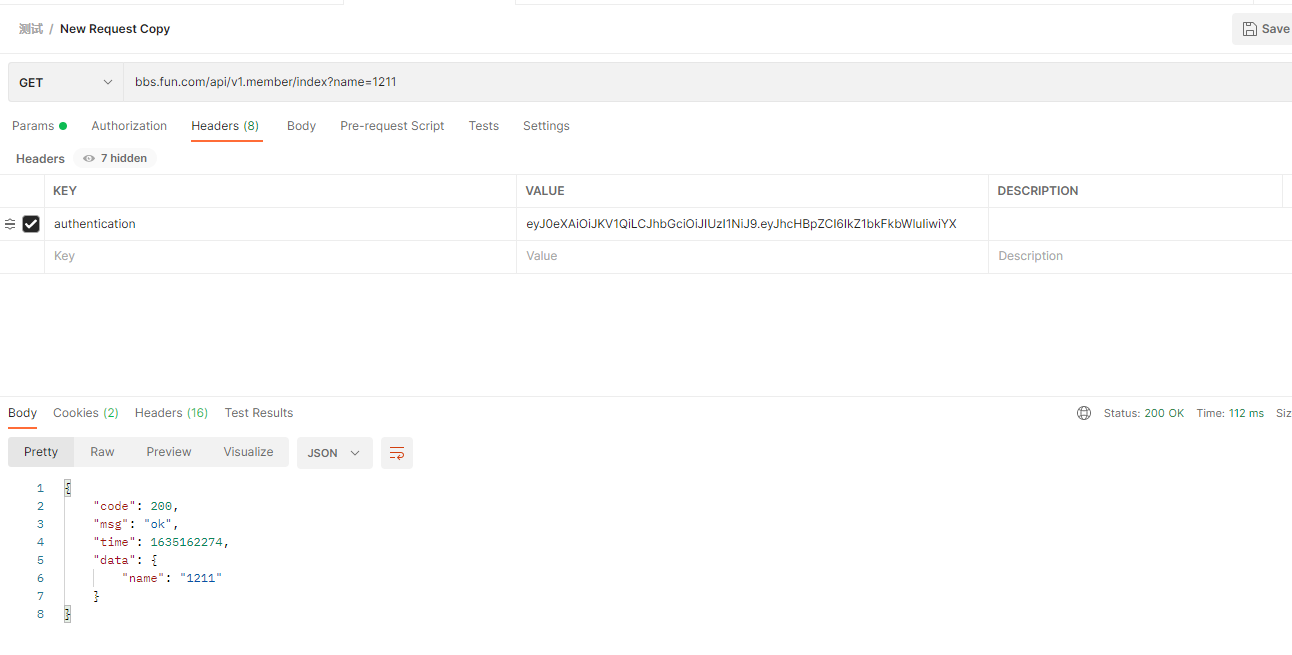 测试 / New Request Copy
Save
GET bbs.fun.com/api/v1.member/index?name=1211
Params Authorization Headers (8) Body Pre-request Script Tests Settings
Headers 7 hidden
KEY VALUE DESCRIPTION
authentication eyJ0eXAiOiJKV1QiLCJhbGciOiJIUzI1NiJ9.eyJhcHBpZCI6IkZ1bkFkbWluIiwiYX
Key Value Description
Body Cookies (2) Headers (16) Test Results Status: 200 OK Time: 112 ms Siz
Pretty Raw Preview Visualize JSON
1 {
2 "code": 200,
3 "msg": "ok",
4 "time": 1635162274,
5 "data": {
6 "name": "1211"
7 }
8 }